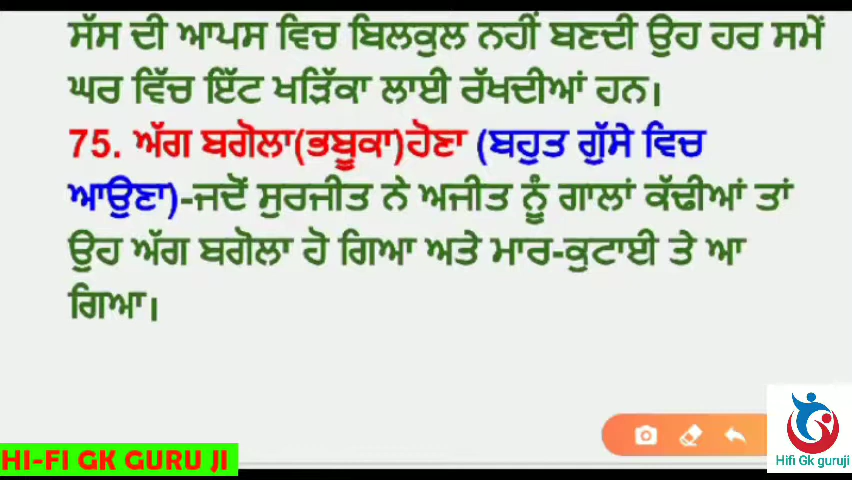 ਸੱਸ ਦੀ ਆਪਸ ਵਿਚ ਬਿਲਕੁਲ ਨਹੀਂ ਬਣਦੀ ਉਹ ਹਰ ਸਮੇਂ
ਘਰ ਵਿੱਚ ਇੱਟ ਖੜਿੱਕਾ ਲਾਈ ਰੱਖਦੀਆਂ ਹਨ।
75. ਅੱਗ ਬਗੋਲਾ(ਭਬੂਕਾ)ਹੋਣਾ (ਬਹੁਤ ਗੁੱਸੇ ਵਿਚ
ਆਉਣਾ)-ਜਦੋਂ ਸੁਰਜੀਤ ਨੇ ਅਜੀਤ ਨੂੰ ਗਾਲਾਂ ਕੱਢੀਆਂ ਤਾਂ
ਉਹ ਅੱਗ ਬਗੋਲਾ ਹੋ ਗਿਆ ਅਤੇ ਮਾਰ-ਕੁਟਾਈ ਤੇ ਆ
ਗਿਆ।
HI-FI GK GURU JI
Hifi Gk guruji